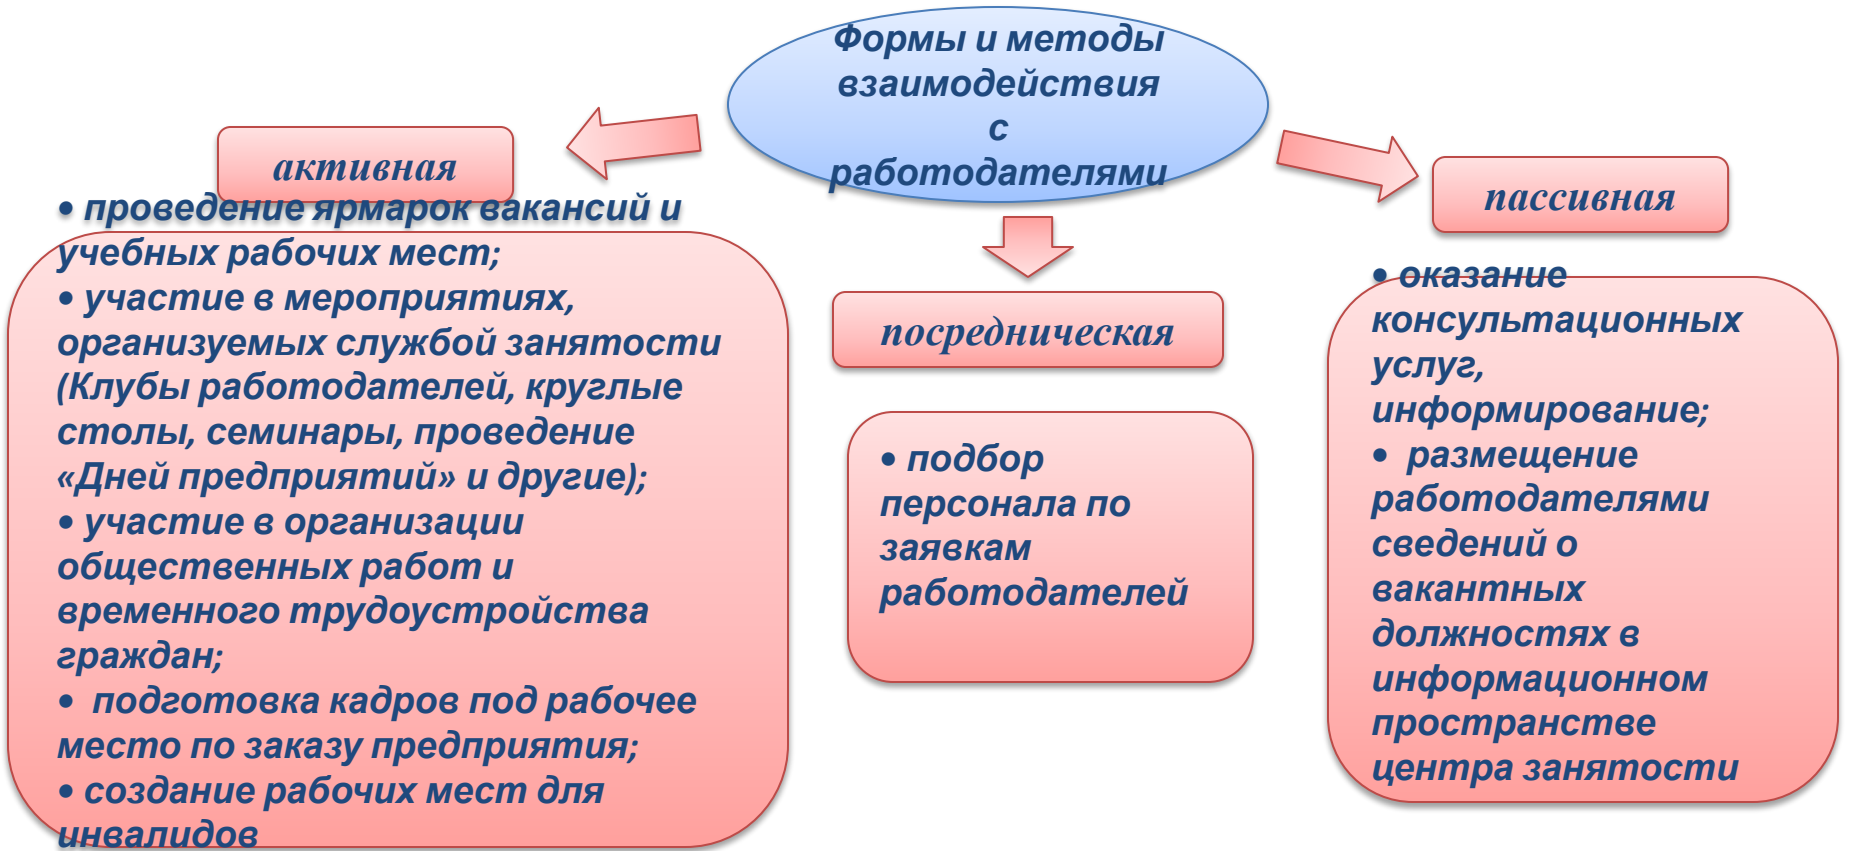 Формы и методы
взаимодействия
с
работодателями
активная
• проведение ярмарок вакансий и
учебных рабочих мест;
• участие в мероприятиях,
организуемых службой занятости
(Клубы работодателей, круглые
столы, семинары, проведение
«Дней предприятий» и другие);
• участие в организации
общественных работ и
временного трудоустройства
граждан;
• подготовка кадров под рабочее
место по заказу предприятия;
• создание рабочих мест для
инвалидов
посредническая
• подбор
персонала по
заявкам
работодателей
пассивная
• оказание
консультационных
услуг,
информирование;
• размещение
работодателями
сведений о
вакантных
должностях в
информационном
пространстве
центра занятости